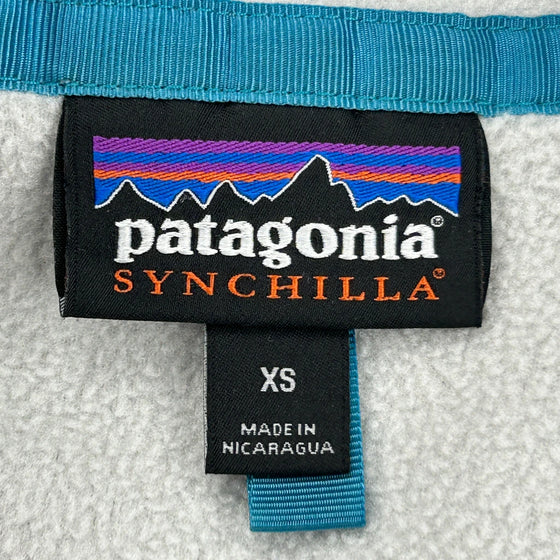 patagonia®
SYNCHILLA®
XS
MADE IN
NICARAGUA